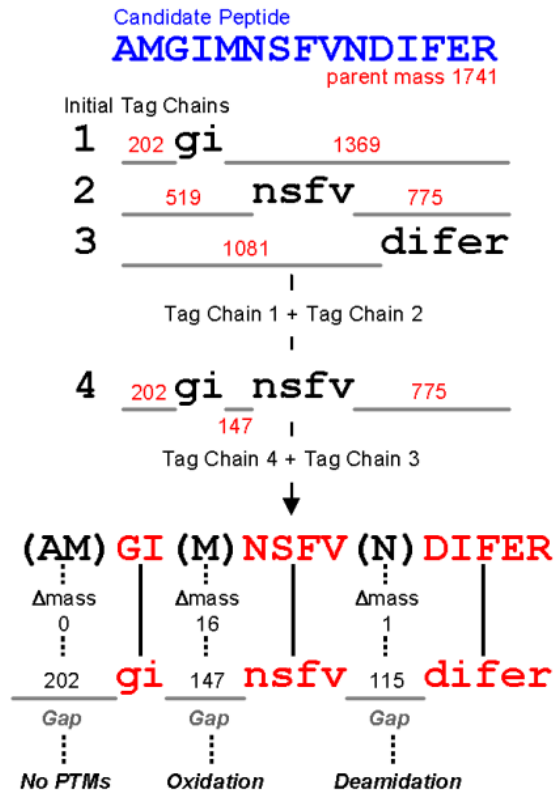 Candidate Peptide
AMGIMNSFVNDIFER
parent mass 1741
Initial Tag Chains
1 202 gi 1369
2 519 nsfv 775
3 1081 difer
Tag Chain 1 + Tag Chain 2
4 202 gi 147 nsfv 775
Tag Chain 4 + Tag Chain 3
(AM) GI (M) NSFV (N) DIFER
Δmass Δmass Δmass
0 16 1
202 gi 147 nsfv 115 difer
Gap Gap Gap
No PTMs Oxidation Deamidation